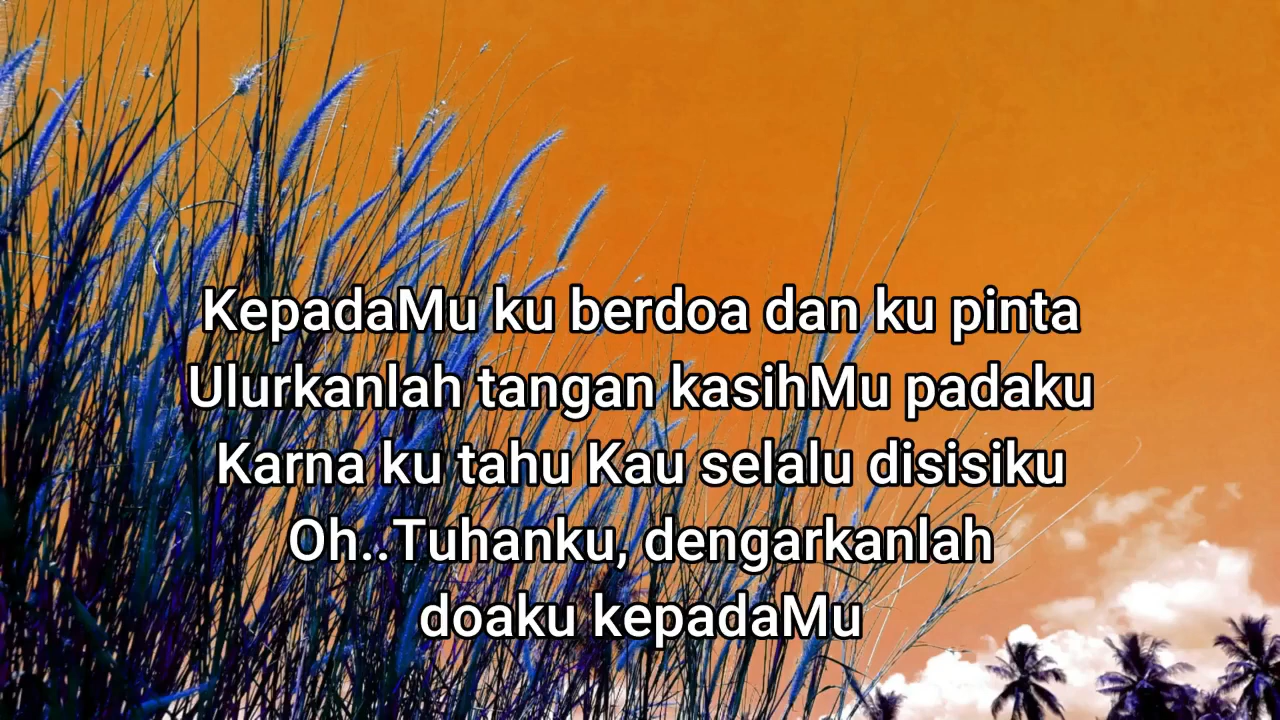 KepadaMu ku berdoa dan ku pinta
Ulurkanlah tangan kasihMu padaku
Karna ku tahu Kau selalu disisiku
Oh..Tuhanku, dengarkanlah
doaku kepadaMu